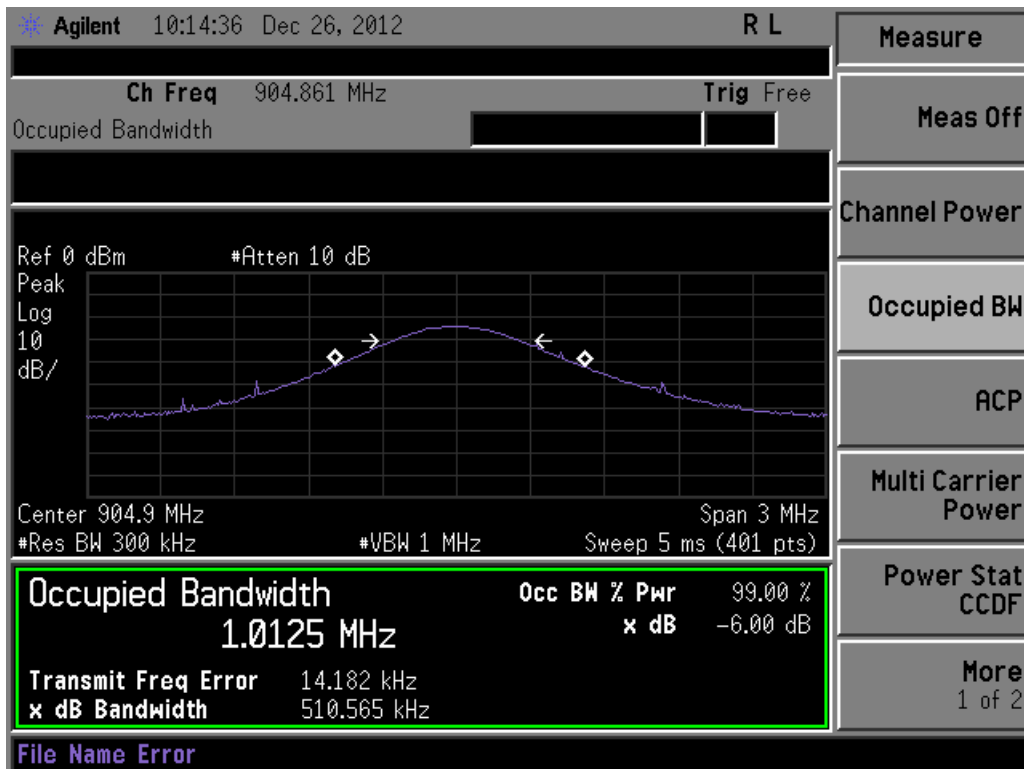 Agilent 10:14:36 Dec 26, 2012 R L
Measure
Ch Freq 904.861 MHz Trig Free
Occupied Bandwidth
Meas Off
Channel Power
Ref 0 dBm #Atten 10 dB
Peak
Log
10
dB/
Occupied BW
ACP
Multi Carrier
Power
Center 904.9 MHz Span 3 MHz
#Res BW 300 kHz #VBW 1 MHz Sweep 5 ms (401 pts)
Power Stat
CCDF
Occupied Bandwidth Occ BW % Pwr 99.00 %
1.0125 MHz x dB -6.00 dB
Transmit Freq Error 14.182 kHz
x dB Bandwidth 510.565 kHz
More
1 of 2
File Name Error